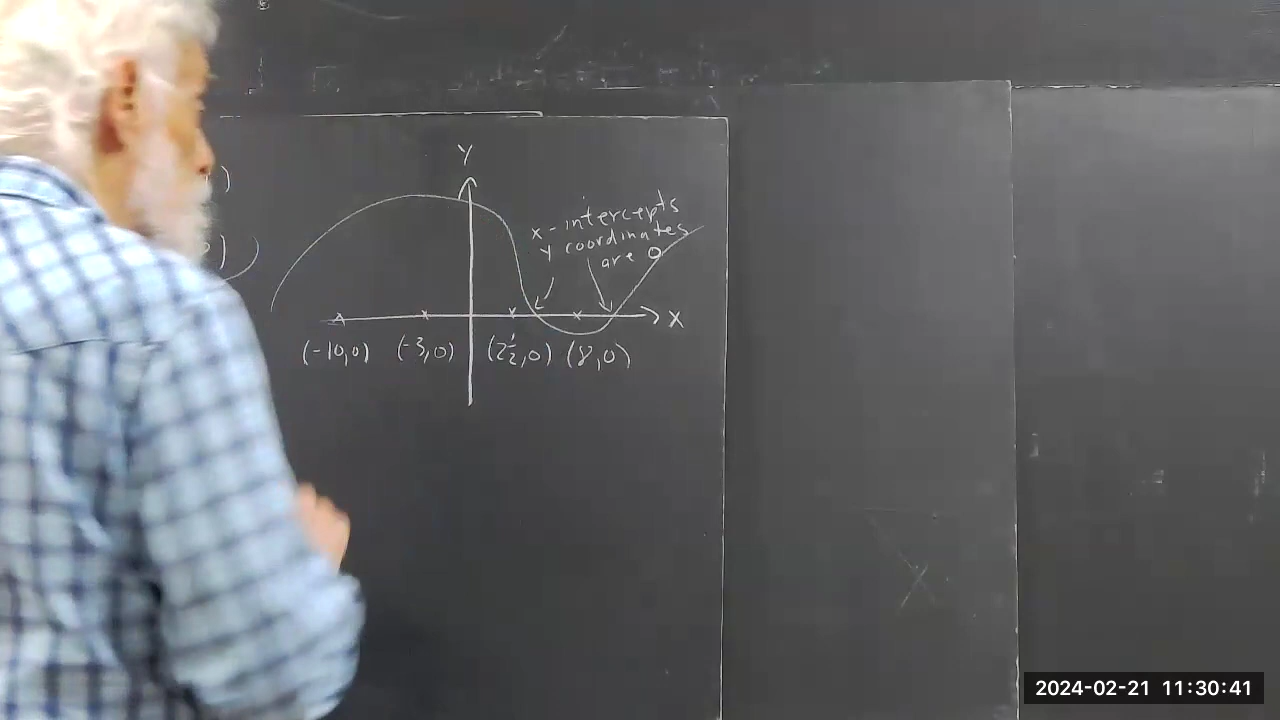 Y
x-intercepts
y coordinates
are 0
X
(-10,0) (-3,0) (2½,0) (8,0)
2024-02-21 11:30:41